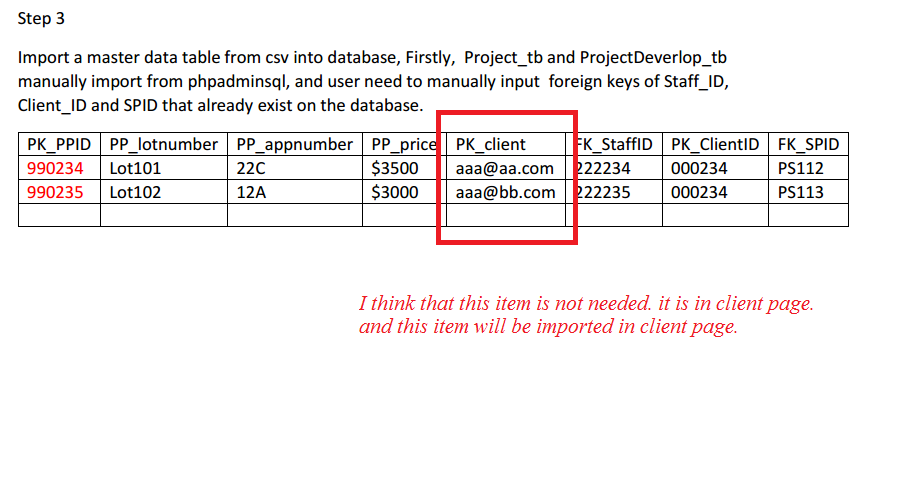 Step 3
Import a master data table from csv into database, Firstly, Project_tb and ProjectDeverlop_tb
manually import from phpadminsql, and user need to manually input foreign keys of Staff_ID,
Client_ID and SPID that already exist on the database.
PK_PPID PP_lotnumber PP_appnumber PP_price PK_client FK_StaffID PK_ClientID FK_SPID
990234 Lot101 22C $3500 aaa@aa.com 222234 000234 PS112
990235 Lot102 12A $3000 aaa@bb.com 222235 000234 PS113
I think that this item is not needed. it is in client page.
and this item will be imported in client page.